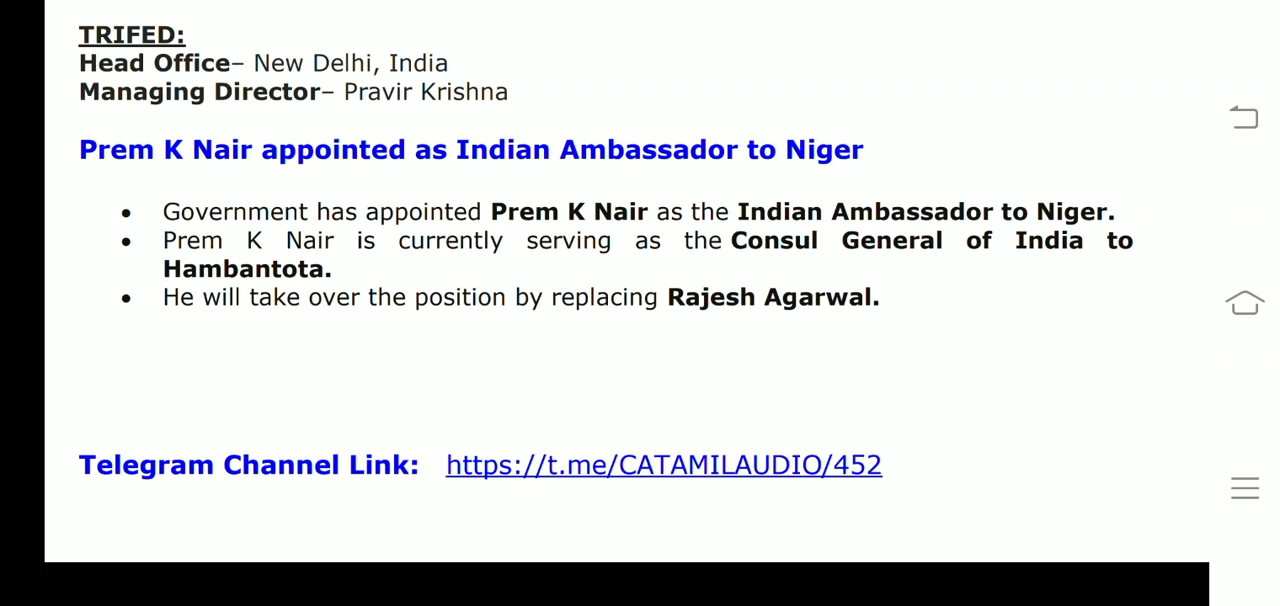 TRIFED:
Head Office– New Delhi, India
Managing Director– Pravir Krishna
Prem K Nair appointed as Indian Ambassador to Niger
• Government has appointed Prem K Nair as the Indian Ambassador to Niger.
• Prem K Nair is currently serving as the Consul General of India to
Hambantota.
• He will take over the position by replacing Rajesh Agarwal.
Telegram Channel Link: https://t.me/CATAMILAUDIO/452